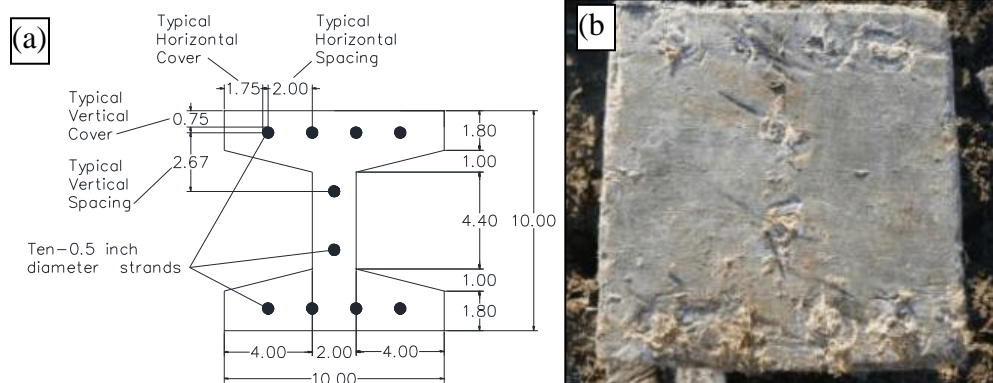 (a)
Typical
Horizontal
Cover
Typical
Horizontal
Spacing
1.75
2.00
Typical
Vertical
Cover
0.75
1.80
1.00
Typical
Vertical
Spacing
2.67
4.40
10.00
Ten-0.5 inch
diameter strands
1.00
1.80
4.00
2.00
4.00
10.00
(b)